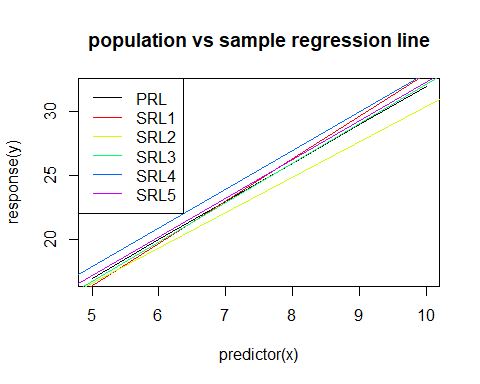 population vs sample regression line
PRL
SRL1
SRL2
SRL3
SRL4
SRL5
response(y)
30
25
20
5 6 7 8 9 10
predictor(x)